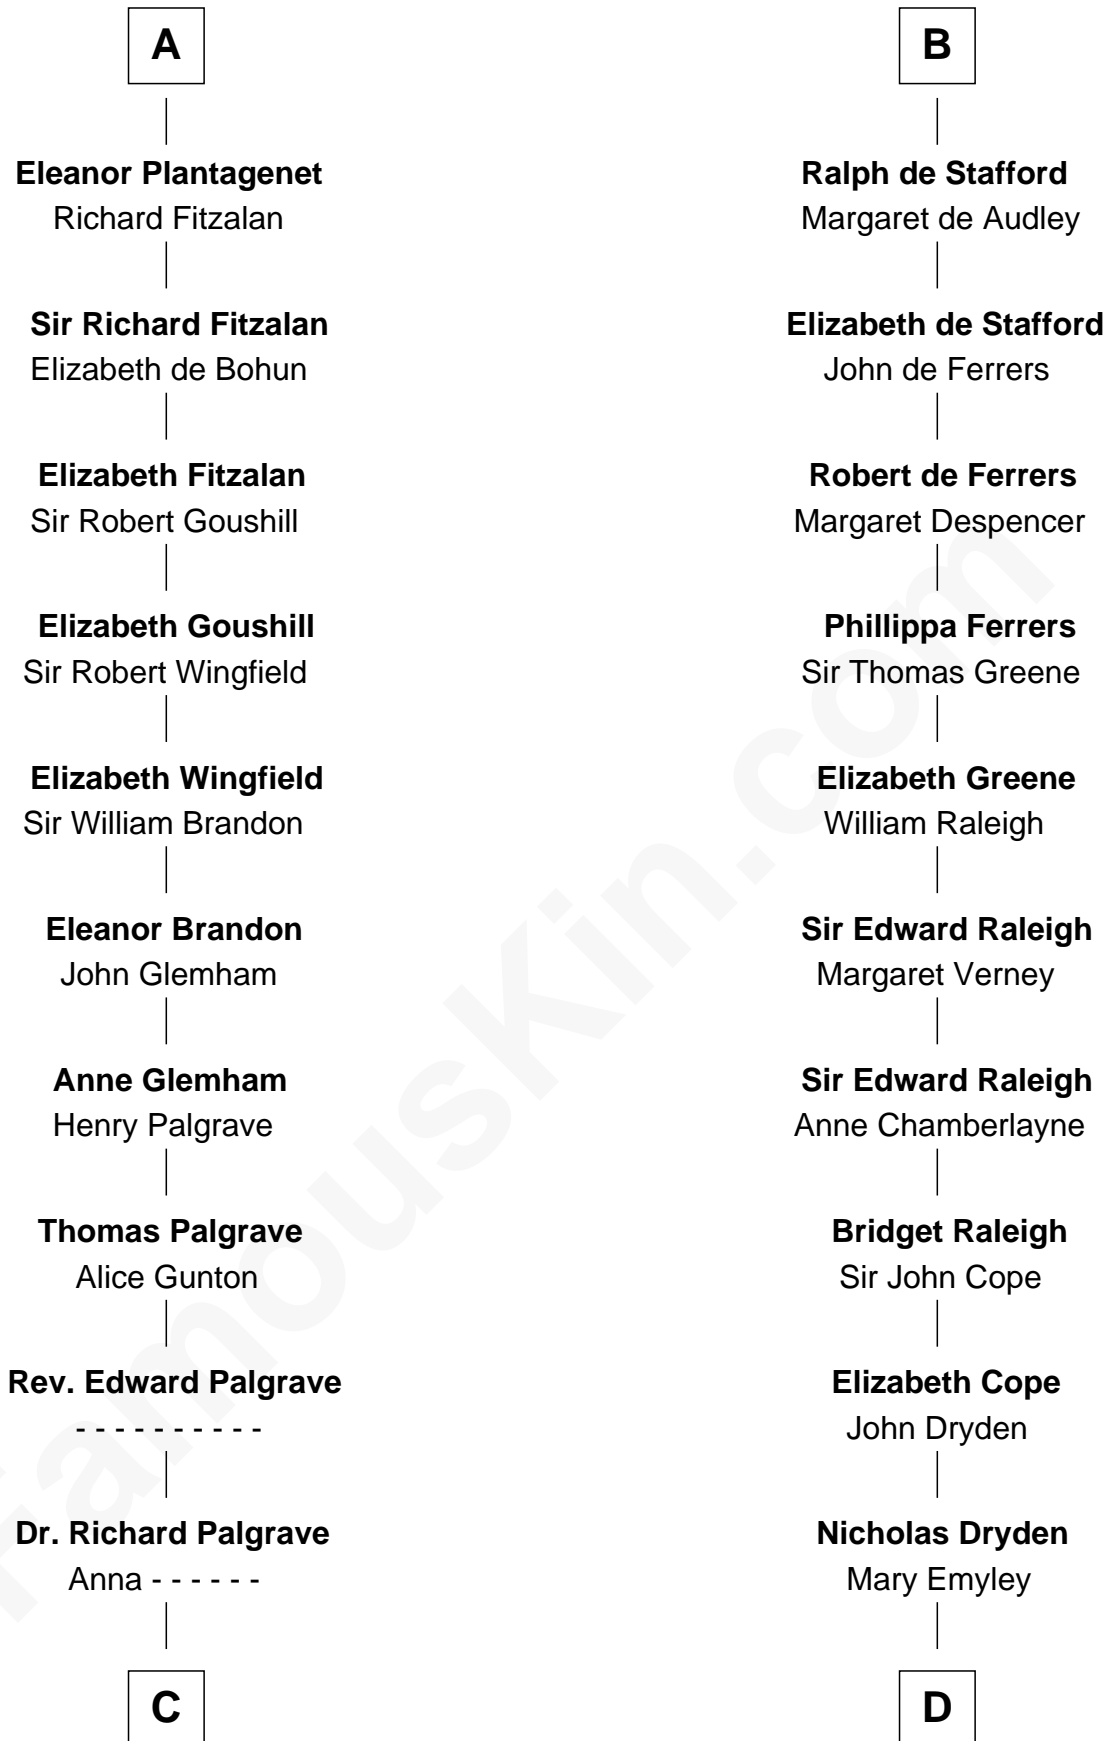 A
Eleanor Plantagenet
Richard Fitzalan
Sir Richard Fitzalan
Elizabeth de Bohun
Elizabeth Fitzalan
Sir Robert Goushill
Elizabeth Goushill
Sir Robert Wingfield
Elizabeth Wingfield
Sir William Brandon
Eleanor Brandon
John Glemham
Anne Glemham
Henry Palgrave
Thomas Palgrave
Alice Gunton
Rev. Edward Palgrave
- - - - - - - - - -
Dr. Richard Palgrave
Anna - - - - - -
C
B
Ralph de Stafford
Margaret de Audley
Elizabeth de Stafford
John de Ferrers
Robert de Ferrers
Margaret Despencer
Phillippa Ferrers
Sir Thomas Greene
Elizabeth Greene
William Raleigh
Sir Edward Raleigh
Margaret Verney
Sir Edward Raleigh
Anne Chamberlayne
Bridget Raleigh
Sir John Cope
Elizabeth Cope
John Dryden
Nicholas Dryden
Mary Emyley
D
FamousKin.com